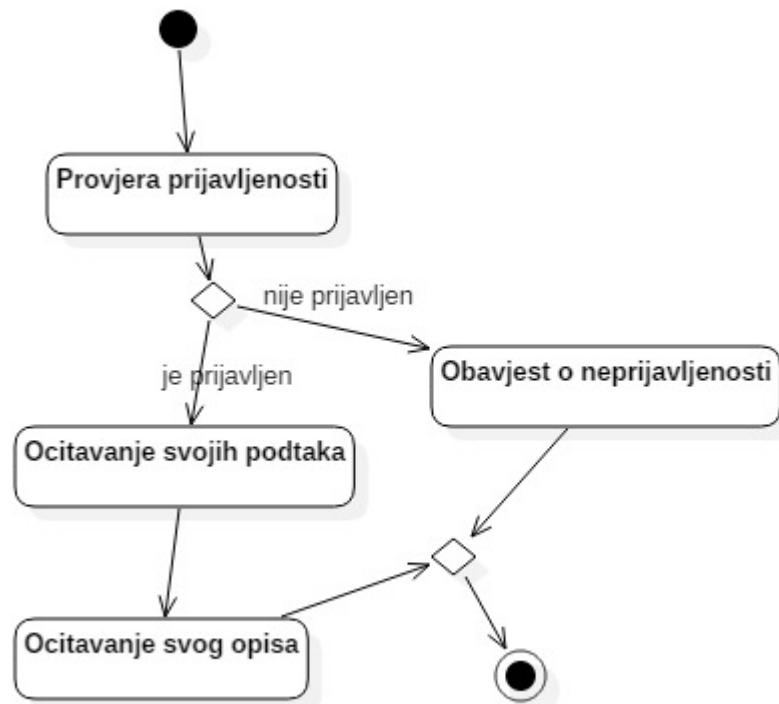 Provjera prijavljenosti
nije prijavljen
je prijavljen
Obavjest o neprijavljenosti
Ocitavanje svojih podtaka
Ocitavanje svog opisa